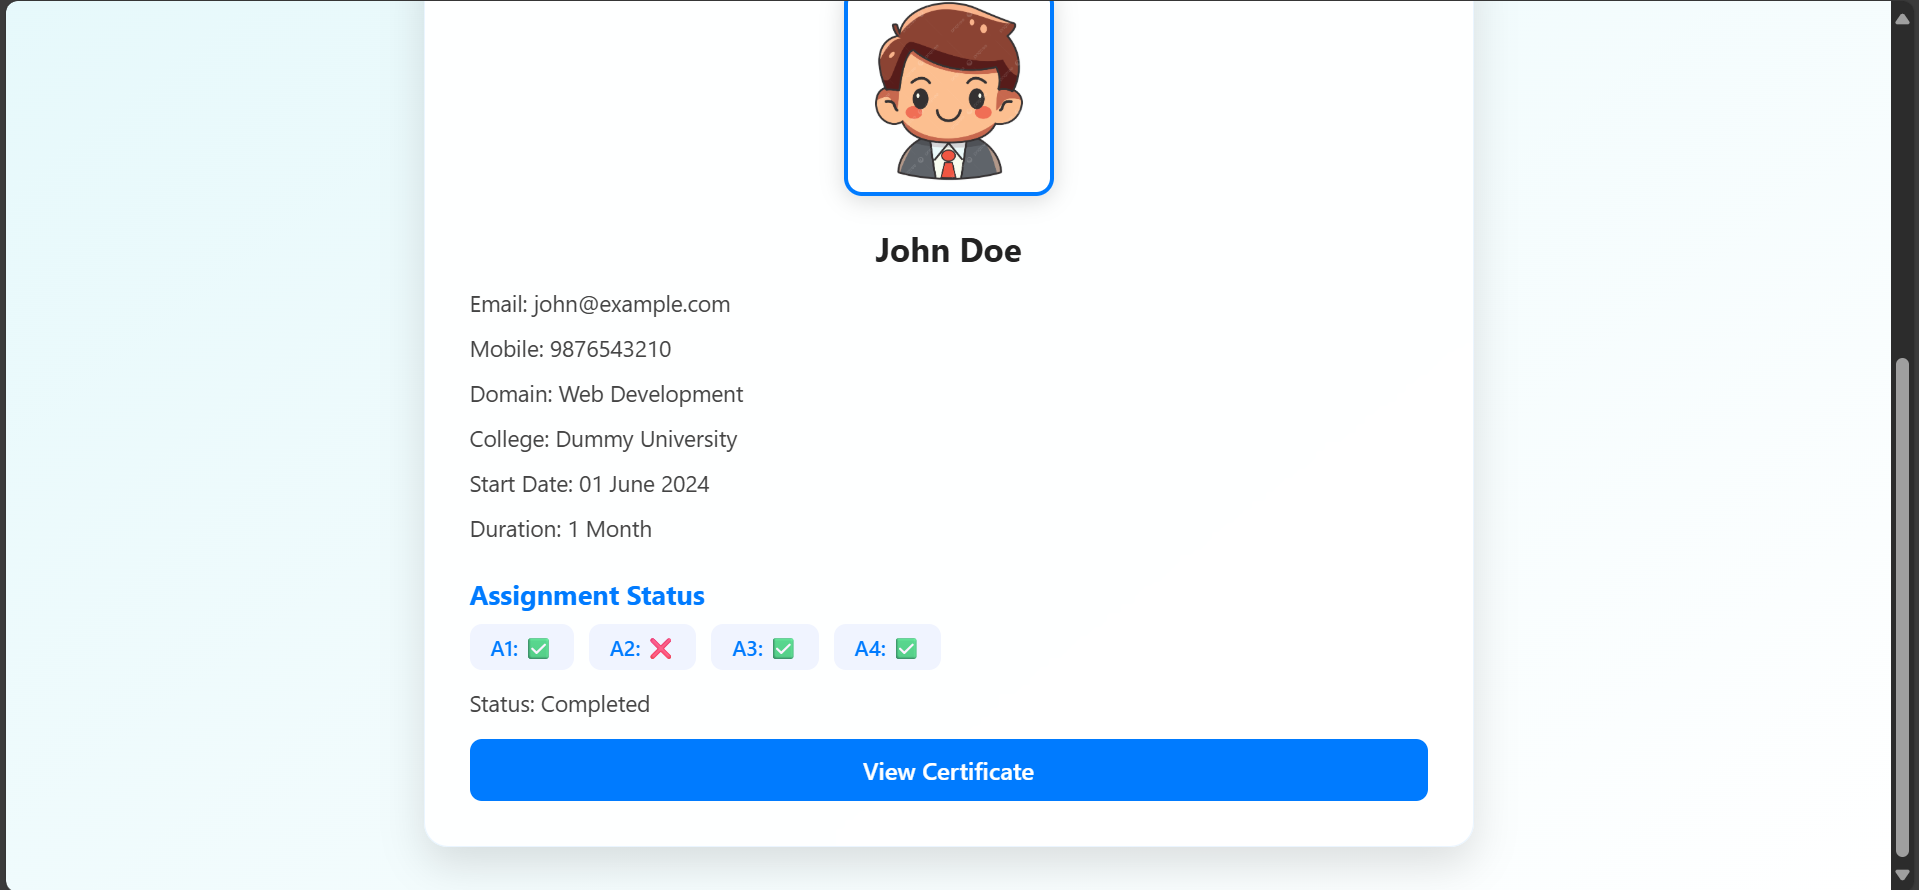 John Doe
Email: john@example.com
Mobile: 9876543210
Domain: Web Development
College: Dummy University
Start Date: 01 June 2024
Duration: 1 Month
Assignment Status
A1: ✅ A2: ❌ A3: ✅ A4: ✅
Status: Completed
View Certificate